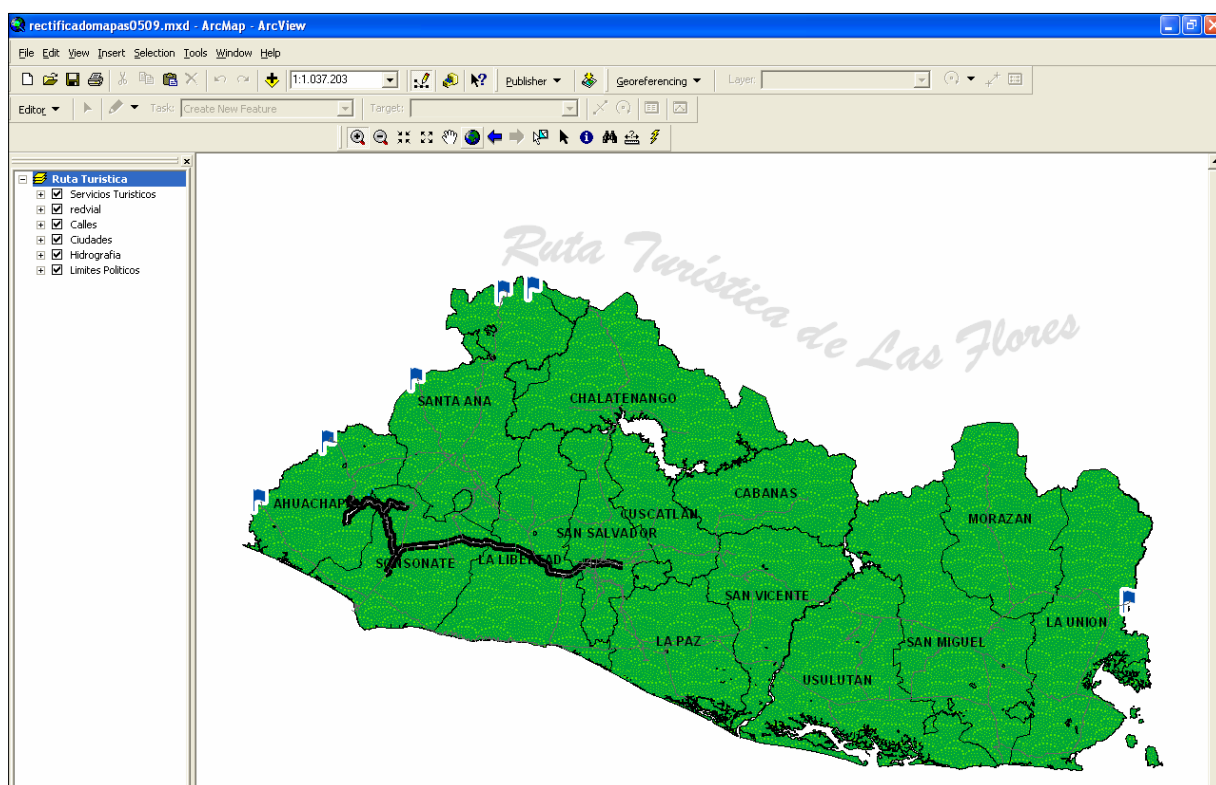 rectificadomapas0509.mxd - ArcMap - ArcView
File Edit View Insert Selection Tools Window Help
1:1.037.203 Publisher Georeferencing Layer:
Editor Task: Create New Feature Target:
Ruta Turistica
Servicios Turisticos
redvial
Calles
Ciudades
Hidrografia
Limites Politicos
Ruta Turística de Las Flores
SANTA ANA
CHALATENANGO
AHUACHAP
CABANAS
CUSCATLAN
MORAZAN
SAN SALVADOR
SONSONATE
LA LIBERTAD
SAN VICENTE
LA UNION
LA PAZ
SAN MIGUEL
USULUTAN